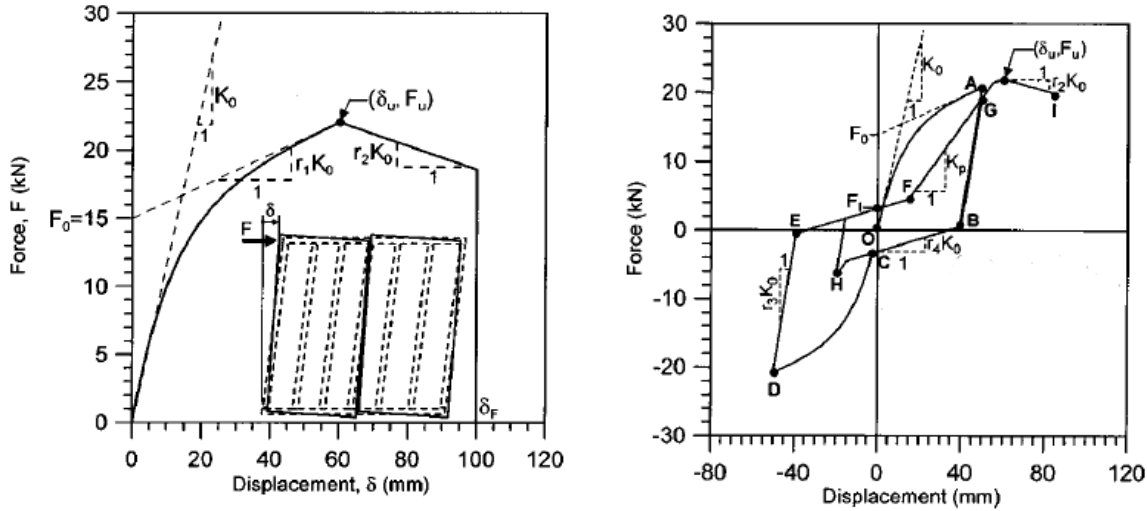 30
25
20
15
10
5
0
Force, F (kN)
F₀=
K₀
1
(δᵤ, Fᵤ)
r₁K₀
1
r₂K₀
1
δ
F
δ_F
0 20 40 60 80 100 120
Displacement, δ (mm)
30
20
10
0
-10
-20
-30
Force (kN)
K₀
1
(δᵤ,Fᵤ)
A
1
r₂K₀
G
I
F₀
Kₚ
F
1
F_I
E
O
B
C
r₄K₀
1
H
1
r₃K₀
D
-80 -40 0 40 80 120
Displacement (mm)